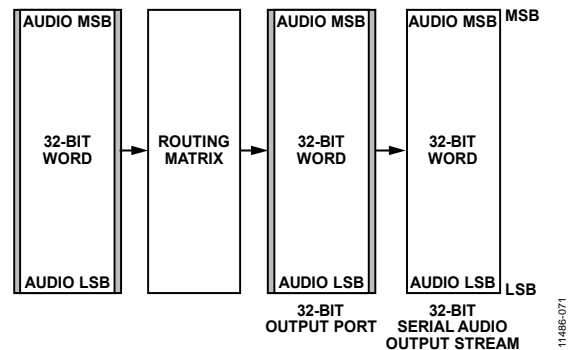 AUDIO MSB
32-BIT
WORD
AUDIO LSB
ROUTING
MATRIX
AUDIO MSB
32-BIT
WORD
AUDIO LSB
32-BIT
OUTPUT PORT
AUDIO MSB
32-BIT
WORD
AUDIO LSB
32-BIT
SERIAL AUDIO
OUTPUT STREAM
MSB
LSB
11486-071